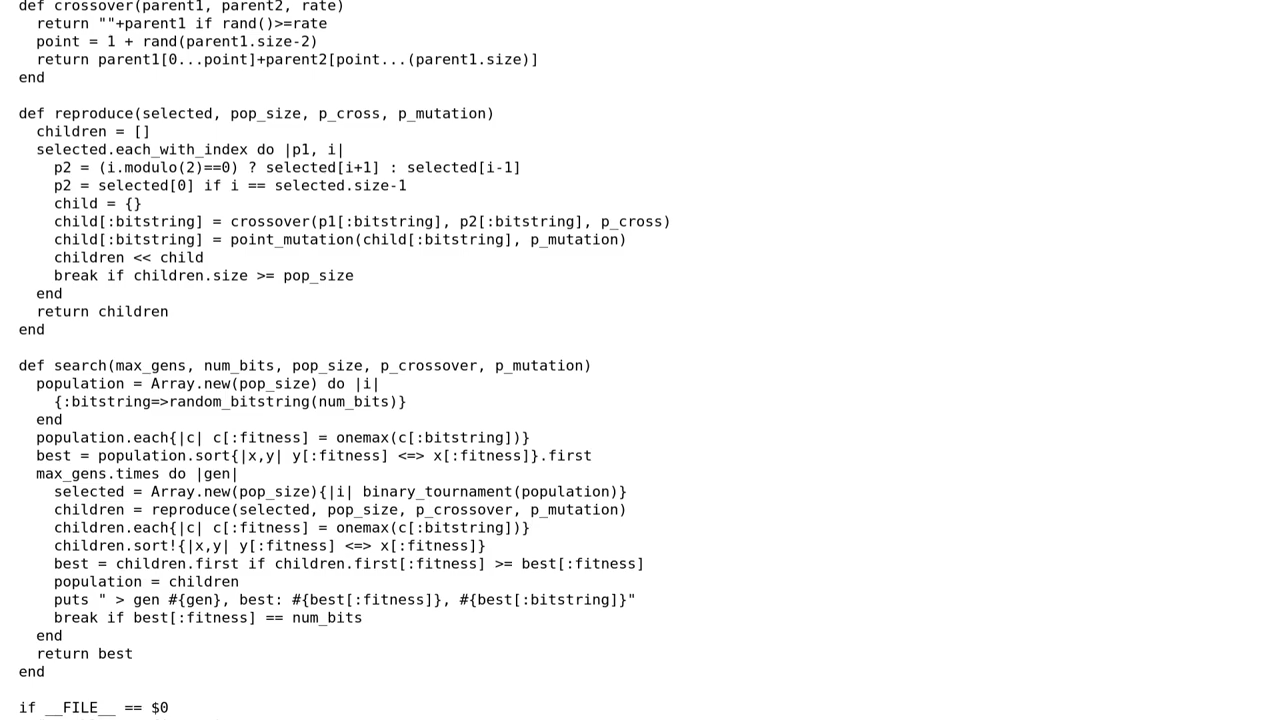 def crossover(parent1, parent2, rate)
  return ""+parent1 if rand()>=rate
  point = 1 + rand(parent1.size-2)
  return parent1[0...point]+parent2[point...(parent1.size)]
end

def reproduce(selected, pop_size, p_cross, p_mutation)
  children = []
  selected.each_with_index do |p1, i|
    p2 = (i.modulo(2)==0) ? selected[i+1] : selected[i-1]
    p2 = selected[0] if i == selected.size-1
    child = {}
    child[:bitstring] = crossover(p1[:bitstring], p2[:bitstring], p_cross)
    child[:bitstring] = point_mutation(child[:bitstring], p_mutation)
    children << child
    break if children.size >= pop_size
  end
  return children
end

def search(max_gens, num_bits, pop_size, p_crossover, p_mutation)
  population = Array.new(pop_size) do |i|
    {:bitstring=>random_bitstring(num_bits)}
  end
  population.each{|c| c[:fitness] = onemax(c[:bitstring])}
  best = population.sort{|x,y| y[:fitness] <=> x[:fitness]}.first
  max_gens.times do |gen|
    selected = Array.new(pop_size){|i| binary_tournament(population)}
    children = reproduce(selected, pop_size, p_crossover, p_mutation)
    children.each{|c| c[:fitness] = onemax(c[:bitstring])}
    children.sort!{|x,y| y[:fitness] <=> x[:fitness]}
    best = children.first if children.first[:fitness] >= best[:fitness]
    population = children
    puts " > gen #{gen}, best: #{best[:fitness]}, #{best[:bitstring]}"
    break if best[:fitness] == num_bits
  end
  return best
end

if __FILE__ == $0